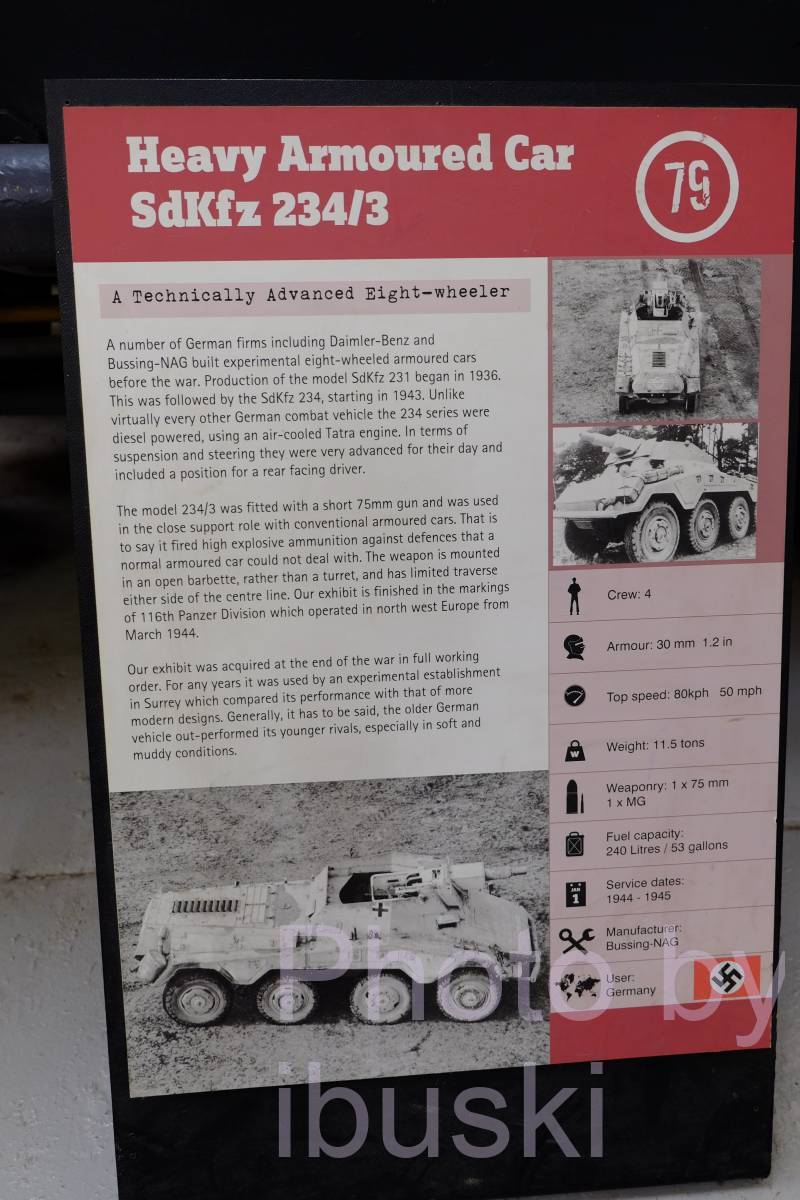 Heavy Armoured Car
SdKfz 234/3
79
A Technically Advanced Eight-wheeler
A number of German firms including Daimler-Benz and
Bussing-NAG built experimental eight-wheeled armoured cars
before the war. Production of the model SdKfz 231 began in 1936.
This was followed by the SdKfz 234, starting in 1943. Unlike
virtually every other German combat vehicle the 234 series were
diesel powered, using an air-cooled Tatra engine. In terms of
suspension and steering they were very advanced for their day and
included a position for a rear facing driver.
The model 234/3 was fitted with a short 75mm gun and was used
in the close support role with conventional armoured cars. That is
to say it fired high explosive ammunition against defences that a
normal armoured car could not deal with. The weapon is mounted
in an open barbette, rather than a turret, and has limited traverse
either side of the centre line. Our exhibit is finished in the markings
of 116th Panzer Division which operated in north west Europe from
March 1944.
Our exhibit was acquired at the end of the war in full working
order. For any years it was used by an experimental establishment
in Surrey which compared its performance with that of more
modern designs. Generally, it has to be said, the older German
vehicle out-performed its younger rivals, especially in soft and
muddy conditions.
Crew: 4
Armour: 30 mm 1.2 in
Top speed: 80kph 50 mph
W
Weight: 11.5 tons
Weaponry: 1 x 75 mm
1 x MG
Fuel capacity:
240 Litres / 53 gallons
JAN
1
Service dates:
1944 - 1945
Manufacturer:
Bussing-NAG
User:
Germany
Photo by
ibuski